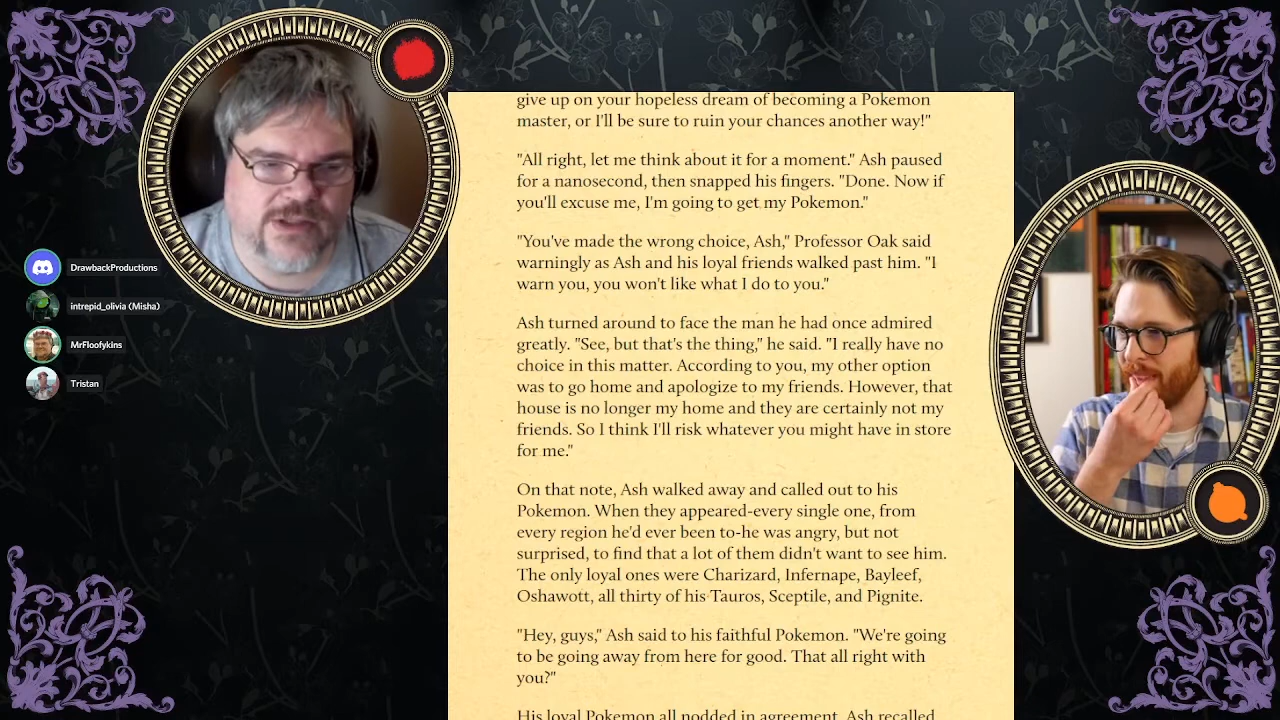 give up on your hopeless dream of becoming a Pokemon
master, or I'll be sure to ruin your chances another way!"
"All right, let me think about it for a moment." Ash paused
for a nanosecond, then snapped his fingers. "Done. Now if
you'll excuse me, I'm going to get my Pokemon."
"You've made the wrong choice, Ash," Professor Oak said
warningly as Ash and his loyal friends walked past him. "I
warn you, you won't like what I do to you."
Ash turned around to face the man he had once admired
greatly. "See, but that's the thing," he said. "I really have no
choice in this matter. According to you, my other option
was to go home and apologize to my friends. However, that
house is no longer my home and they are certainly not my
friends. So I think I'll risk whatever you might have in store
for me."
On that note, Ash walked away and called out to his
Pokemon. When they appeared-every single one, from
every region he'd ever been to-he was angry, but not
surprised, to find that a lot of them didn't want to see him.
The only loyal ones were Charizard, Infernape, Bayleef,
Oshawott, all thirty of his Tauros, Sceptile, and Pignite.
"Hey, guys," Ash said to his faithful Pokemon. "We're going
to be going away from here for good. That all right with
you?"
His loyal Pokemon all nodded in agreement. Ash recalled
DrawbackProductions
intrepid_olivia (Misha)
MrFloofykins
Tristan